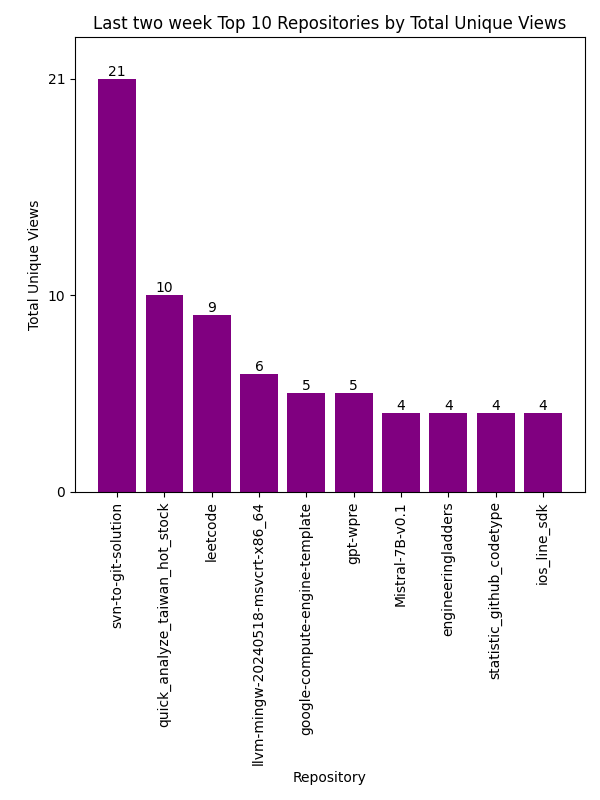 Last two week Top 10 Repositories by Total Unique Views
Total Unique Views
21
10
0
21
10
9
6
5
5
4
4
4
4
svn-to-git-solution
quick_analyze_taiwan_hot_stock
leetcode
llvm-mingw-20240518-msvcrt-x86_64
google-compute-engine-template
gpt-wpre
Mistral-7B-v0.1
engineeringladders
statistic_github_codetype
ios_line_sdk
Repository